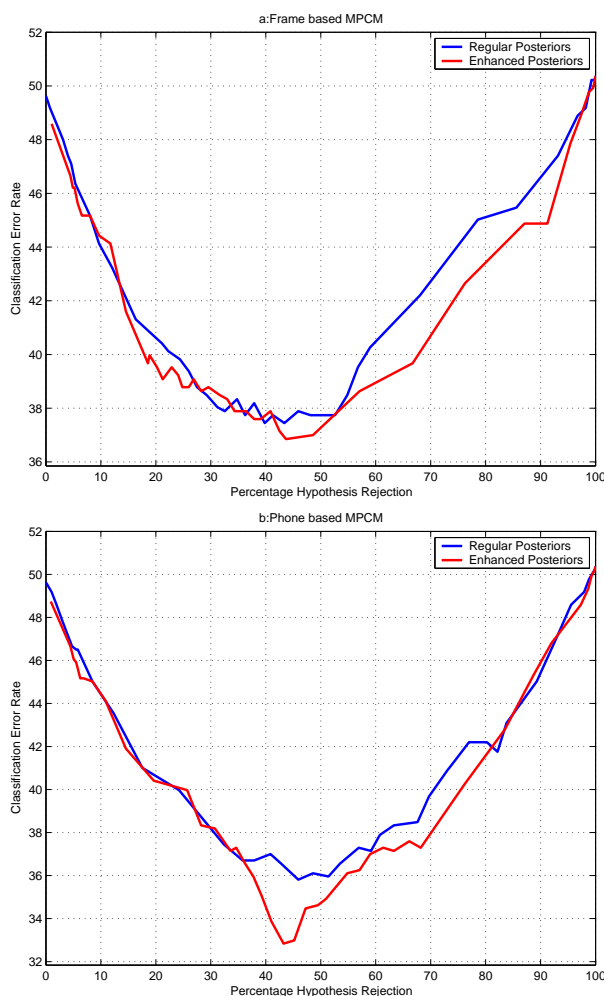 a:Frame based MPCM
52
50
48
46
44
42
40
38
36
Classification Error Rate
Regular Posteriors
Enhanced Posteriors
0 10 20 30 40 50 60 70 80 90 100
Percentage Hypothesis Rejection
b:Phone based MPCM
52
50
48
46
44
42
40
38
36
34
32
Classification Error Rate
Regular Posteriors
Enhanced Posteriors
0 10 20 30 40 50 60 70 80 90 100
Percentage Hypothesis Rejection